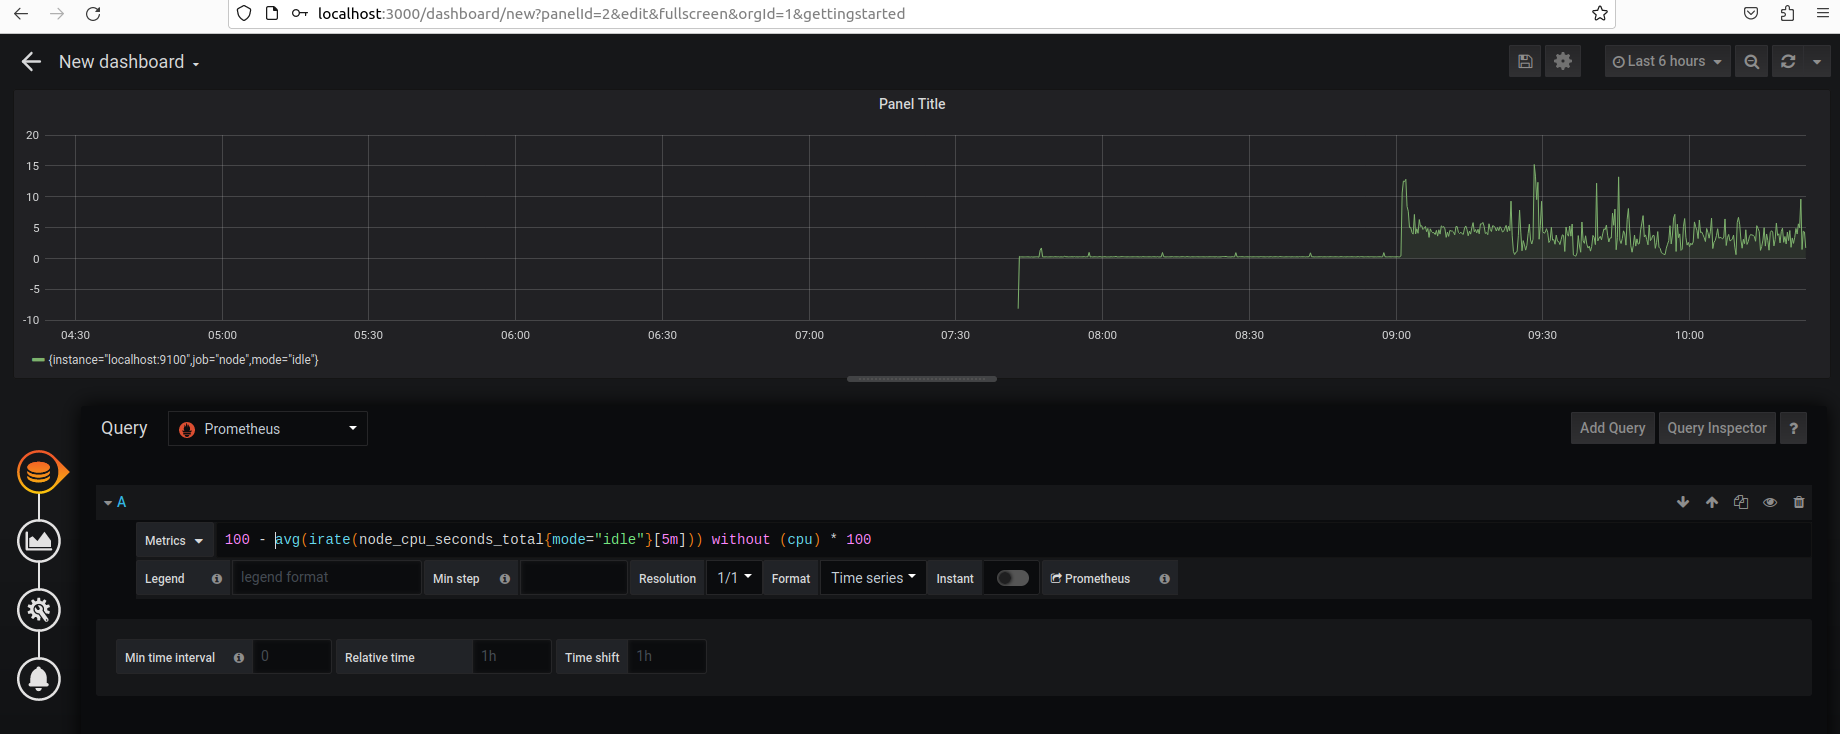 localhost:3000/dashboard/new?panelId=2&edit&fullscreen&orgId=1&gettingstarted
New dashboard
Last 6 hours
Panel Title
20
15
10
5
0
-5
-10
04:30 05:00 05:30 06:00 06:30 07:00 07:30 08:00 08:30 09:00 09:30 10:00
{instance="localhost:9100",job="node",mode="idle"}
Query Prometheus Add Query Query Inspector ?
A
Metrics 100 - avg(irate(node_cpu_seconds_total{mode="idle"}[5m])) without (cpu) * 100
Legend legend format Min step Resolution 1/1 Format Time series Instant Prometheus
Min time interval 0 Relative time 1h Time shift 1h